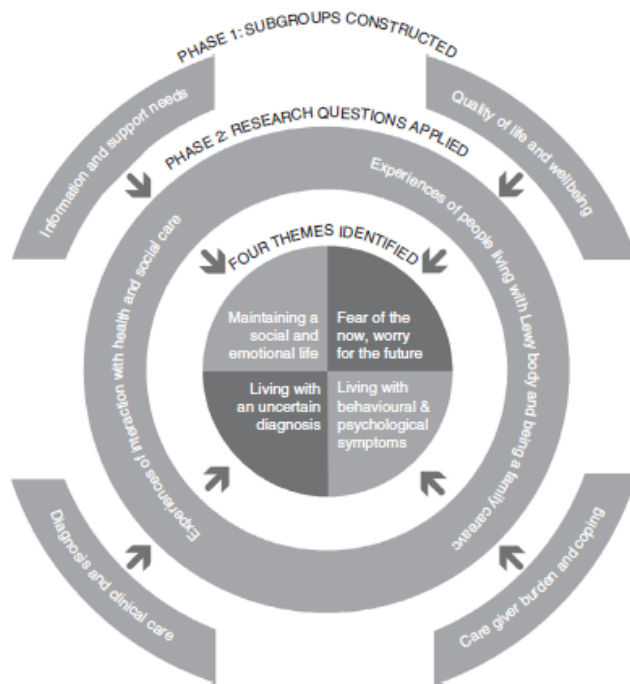 PHASE 1: SUBGROUPS CONSTRUCTED
Information and support needs
Quality of life and wellbeing
PHASE 2: RESEARCH QUESTIONS APPLIED
Experiences of interaction with health and social care
Experiences of people living with Lewy body and being a family careavc
FOUR THEMES IDENTIFIED
Maintaining a
social and
emotional life
Fear of the
now, worry
for the future
Living with
an uncertain
diagnosis
Living with
behavioural &
psychological
symptoms
Diagnosis and clinical care
Care giver burden and coping